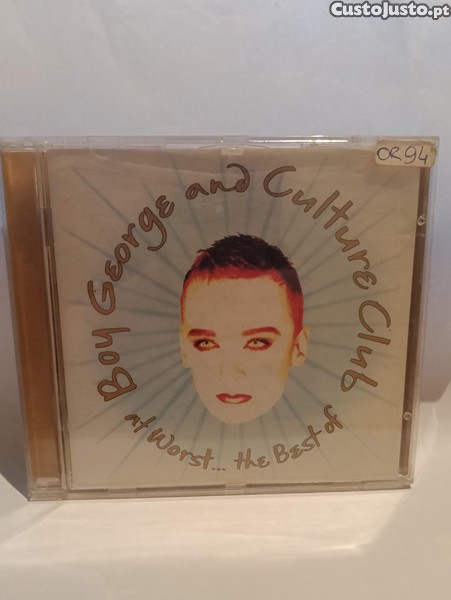 CustoJusto.pt
OR94
Boy George and Culture Club
at Worst... the Best of